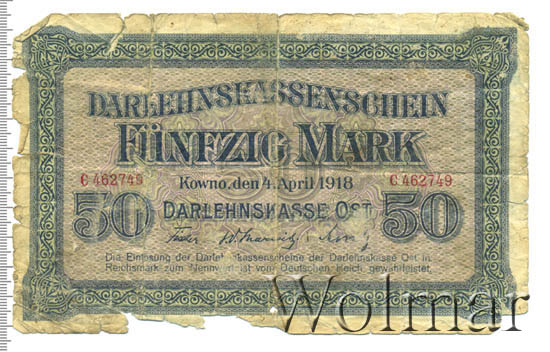 DARLEHNSKASSENSCHEIN
FÜNFZIG MARK
C 462749 C 462749
Kowno, den 4. April 1918
50 DARLEHNSKASSE OST 50
Die Einlösung der Darlehnskassenscheine der Darlehnskasse Ost in
Reichsmark zum Nennwert ist vom Deutschen Reich gewährleistet.
Wolmar